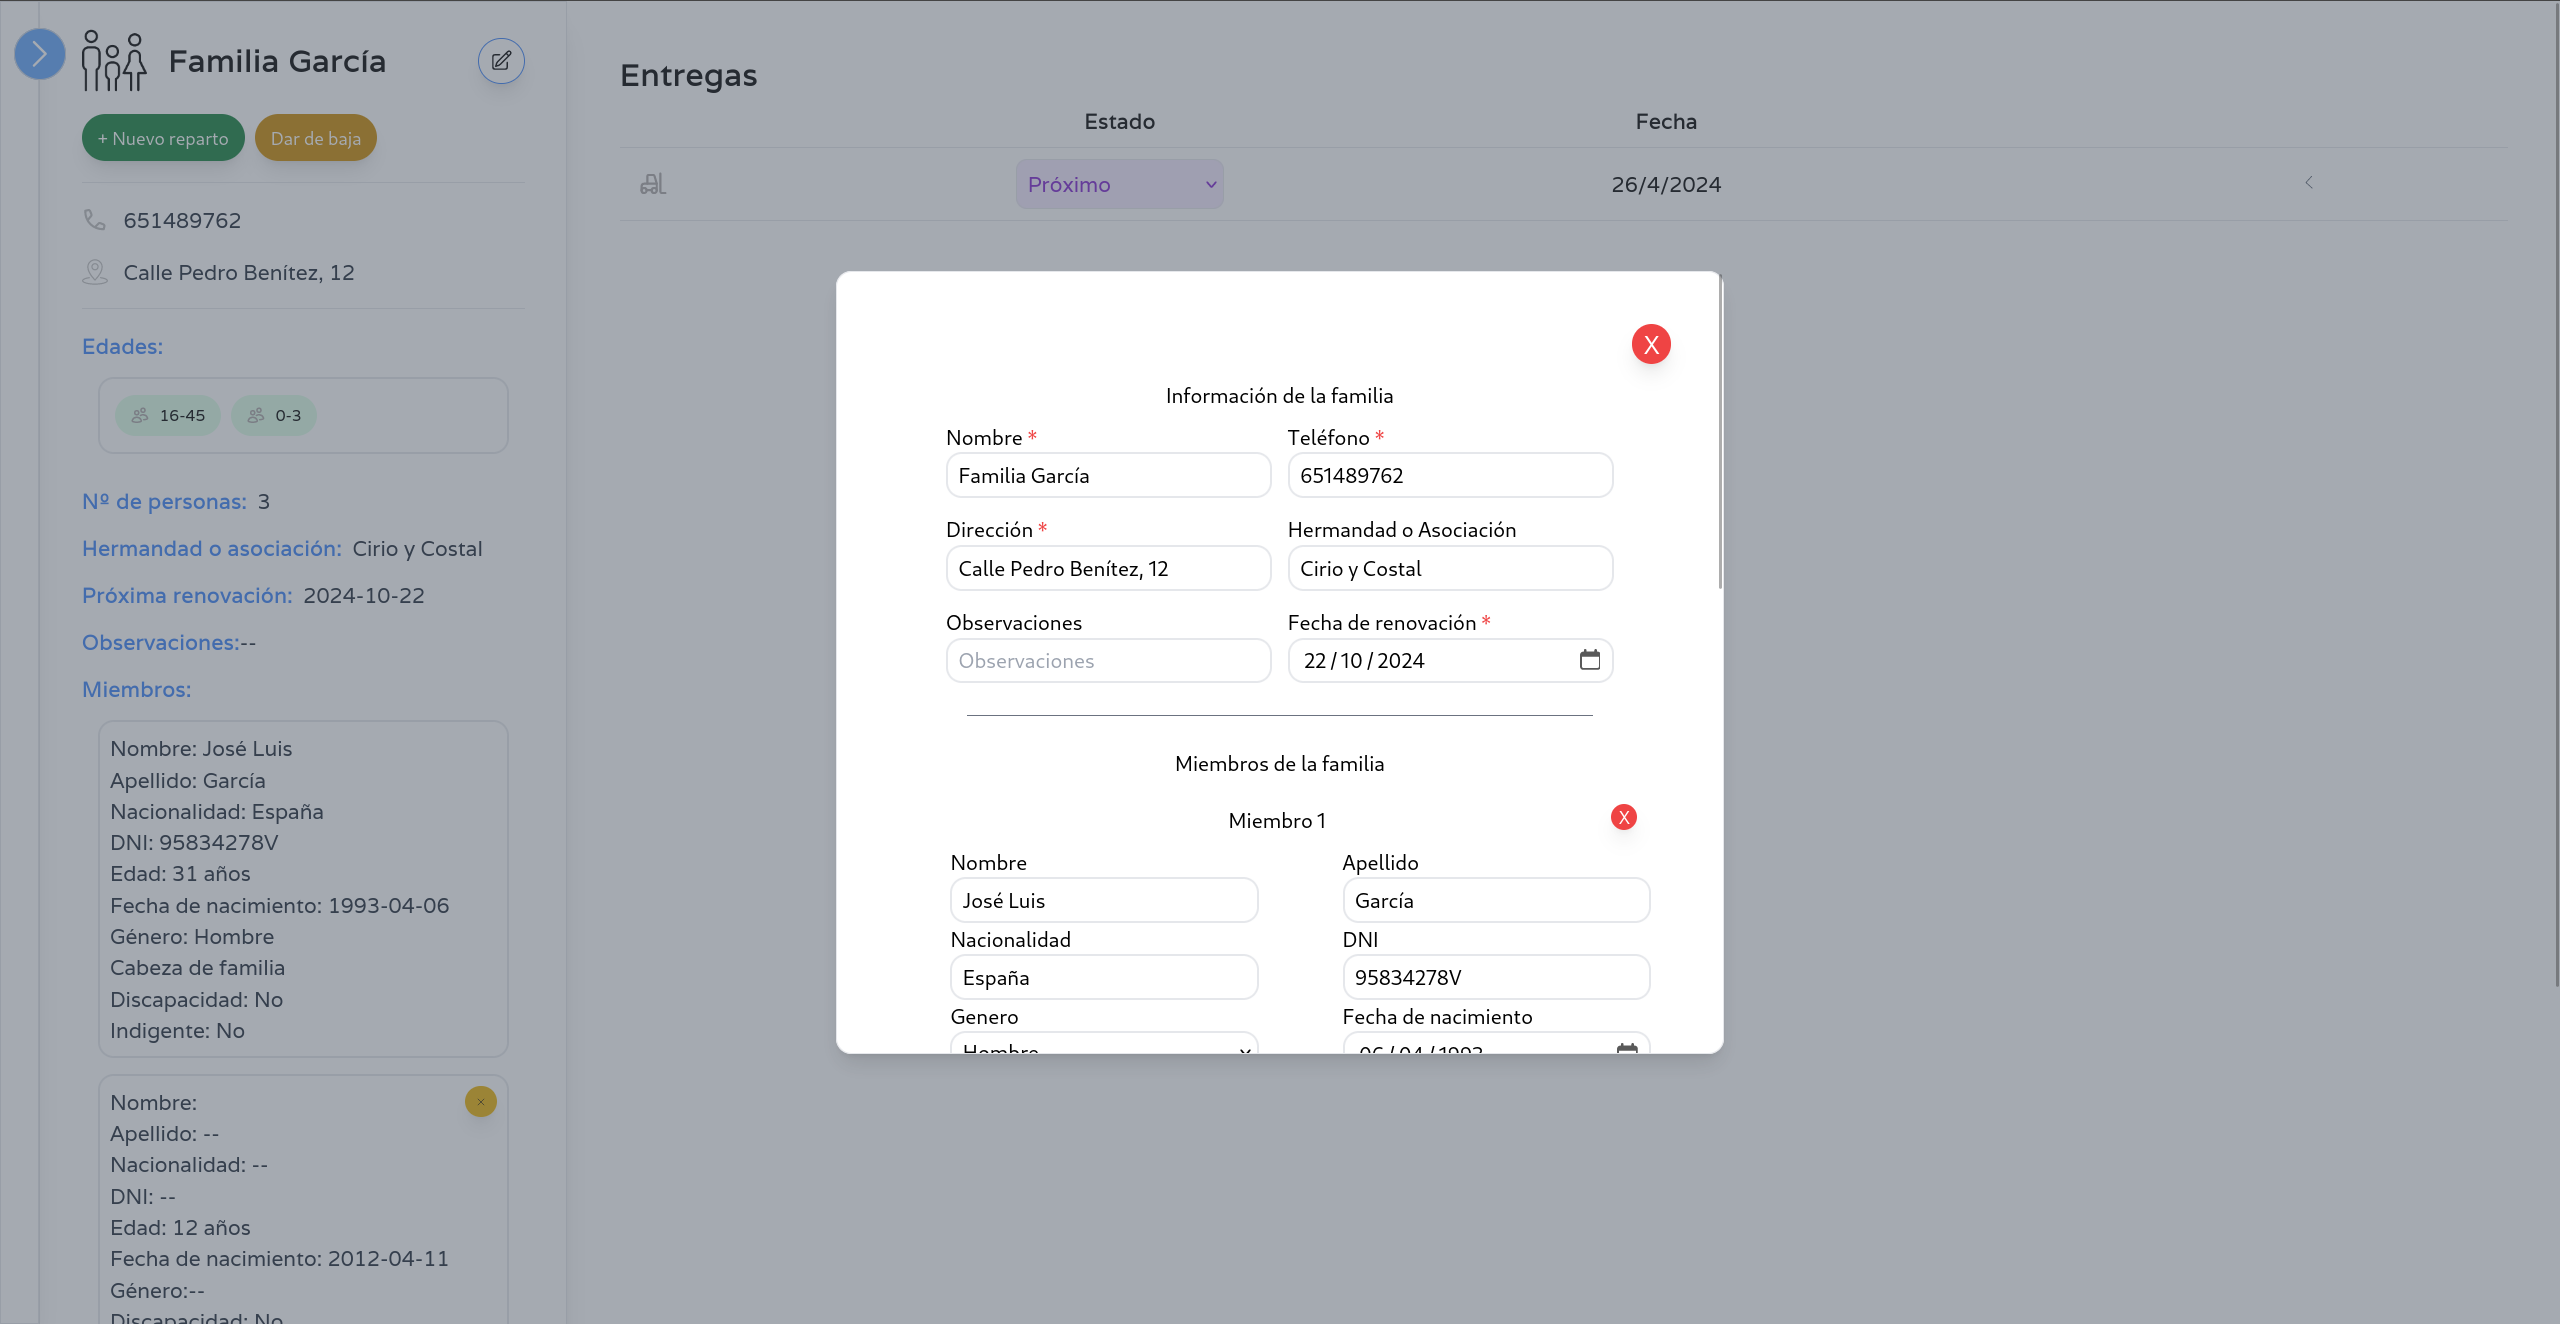 Familia García
+ Nuevo reparto
Dar de baja
651489762
Calle Pedro Benítez, 12
Edades:
16-45
0-3
Nº de personas: 3
Hermandad o asociación: Cirio y Costal
Próxima renovación: 2024-10-22
Observaciones:--
Miembros:
Nombre: José Luis
Apellido: García
Nacionalidad: España
DNI: 95834278V
Edad: 31 años
Fecha de nacimiento: 1993-04-06
Género: Hombre
Cabeza de familia
Discapacidad: No
Indigente: No
Nombre:
Apellido: --
Nacionalidad: --
DNI: --
Edad: 12 años
Fecha de nacimiento: 2012-04-11
Género:--
Discapacidad: No
Entregas
Estado Fecha
Próximo 26/4/2024
X
Información de la familia
Nombre * Teléfono *
Familia García 651489762
Dirección * Hermandad o Asociación
Calle Pedro Benítez, 12 Cirio y Costal
Observaciones Fecha de renovación *
Observaciones 22 / 10 / 2024
Miembros de la familia
Miembro 1 X
Nombre Apellido
José Luis García
Nacionalidad DNI
España 95834278V
Genero Fecha de nacimiento
Hombre 06 / 04 / 1993